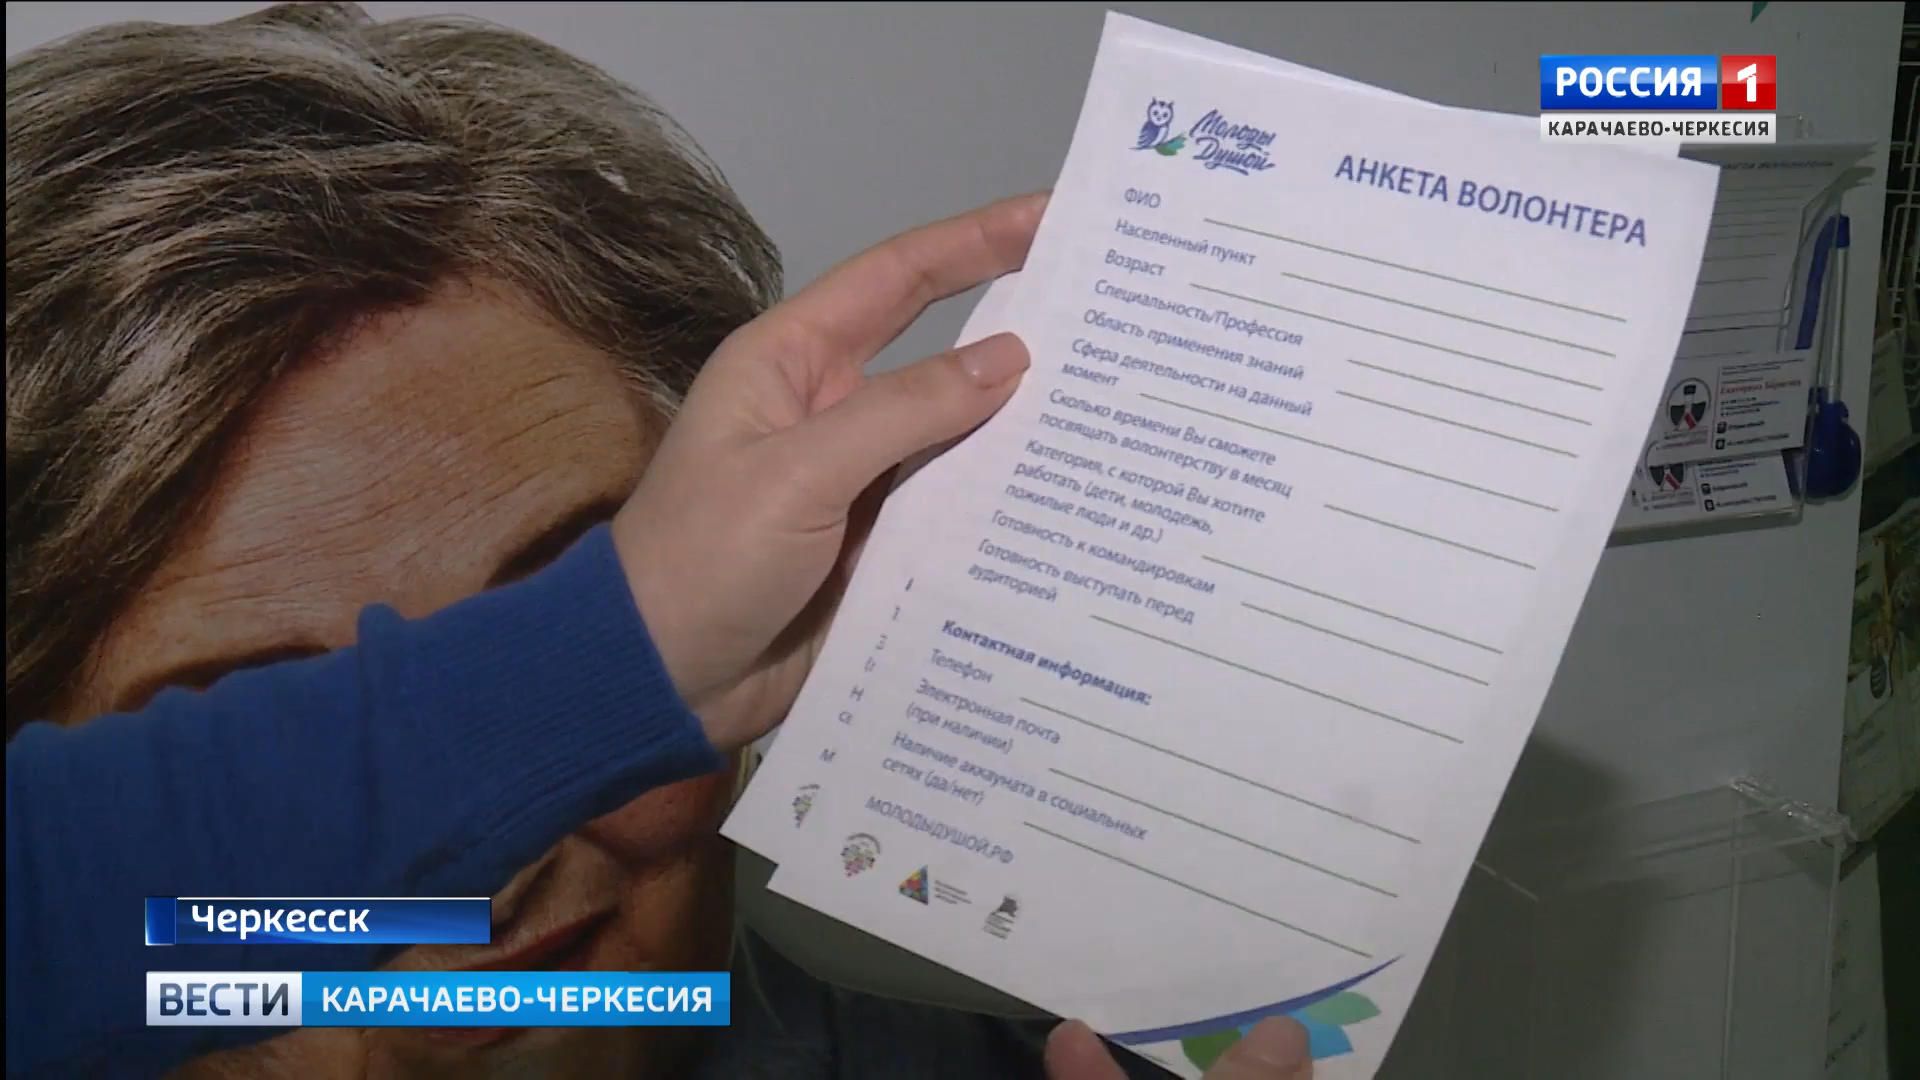 РОССИЯ 1
КАРАЧАЕВО-ЧЕРКЕСИЯ
Молоды
Душой
АНКЕТА ВОЛОНТЕРА
ФИО
Населенный пункт
Возраст
Специальность/Профессия
Область применения знаний
Сфера деятельности на данный
момент
Сколько времени Вы сможете
посвящать волонтерству в месяц
Категория, с которой Вы хотите
работать (дети, молодежь,
пожилые люди и др.)
Готовность к командировкам
Готовность выступать перед
аудиторией
Контактная информация:
Телефон
Электронная почта
(при наличии)
Наличие аккауната в социальных
сетях (да/нет)
МОЛОДЫДУШОЙ.РФ
Черкесск
ВЕСТИ КАРАЧАЕВО-ЧЕРКЕСИЯ